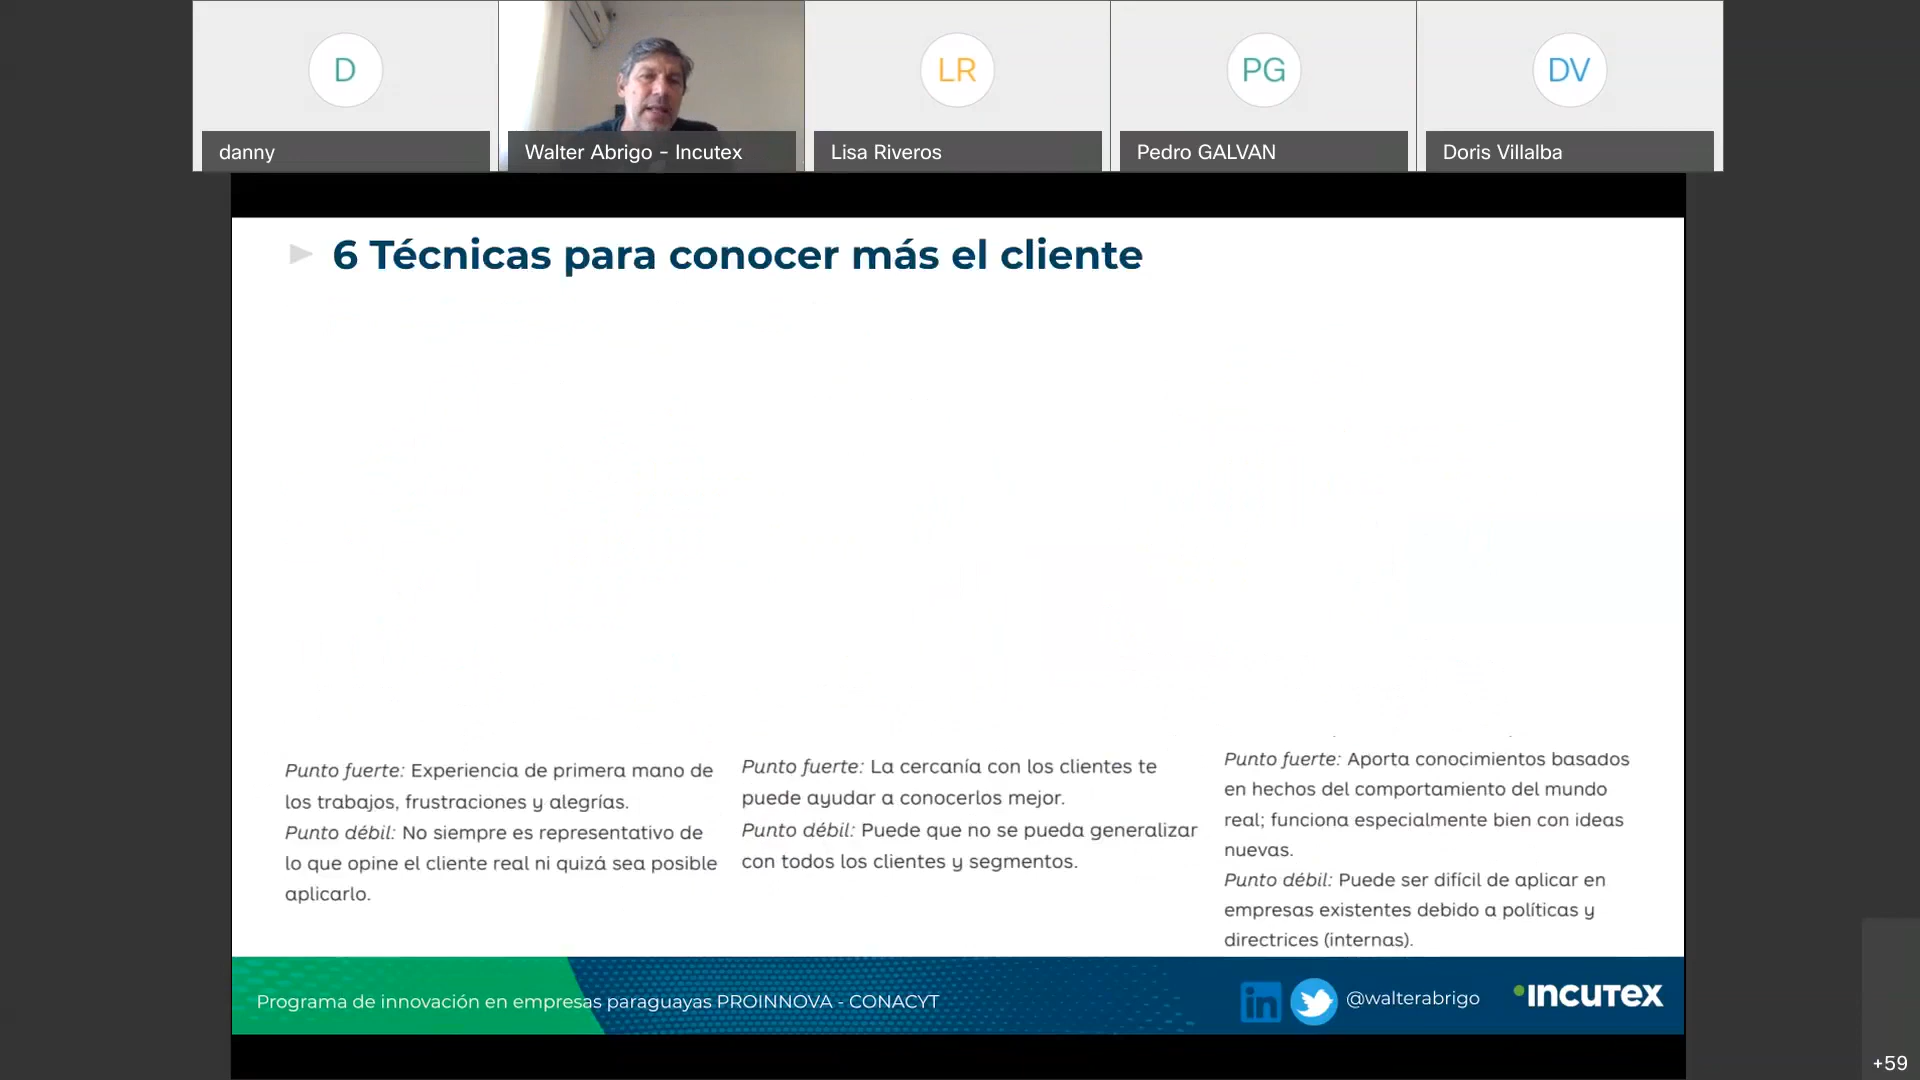 D
danny
Walter Abrigo - Incutex
LR
Lisa Riveros
PG
Pedro GALVAN
DV
Doris Villalba
6 Técnicas para conocer más el cliente
Punto fuerte: Experiencia de primera mano de
los trabajos, frustraciones y alegrías.
Punto débil: No siempre es representativo de
lo que opine el cliente real ni quizá sea posible
aplicarlo.
Punto fuerte: La cercanía con los clientes te
puede ayudar a conocerlos mejor.
Punto débil: Puede que no se pueda generalizar
con todos los clientes y segmentos.
Punto fuerte: Aporta conocimientos basados
en hechos del comportamiento del mundo
real; funciona especialmente bien con ideas
nuevas.
Punto débil: Puede ser difícil de aplicar en
empresas existentes debido a políticas y
directrices (internas).
Programa de innovación en empresas paraguayas PROINNOVA - CONACYT
in
@walterabrigo
INCUTEX
+59